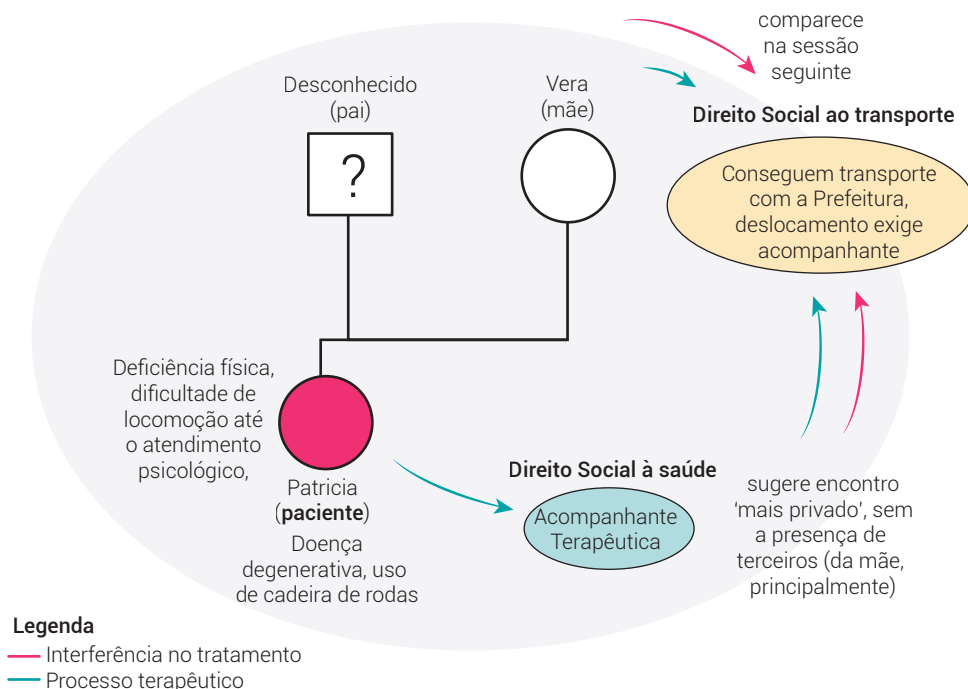 comparece
na sessão
seguinte
Desconhecido
(pai)
Vera
(mãe)
Direito Social ao transporte
?
Conseguem transporte
com a Prefeitura,
deslocamento exige
acompanhante
Deficiência física,
dificultade de
locomoção até
o atendimento
psicológico,
Patricia
(paciente)
Doença
degenerativa, uso
de cadeira de rodas
Direito Social à saúde
Acompanhante
Terapêutica
sugere encontro
'mais privado', sem
a presença de
terceiros (da mãe,
principalmente)
Legenda
Interferência no tratamento
Processo terapêutico